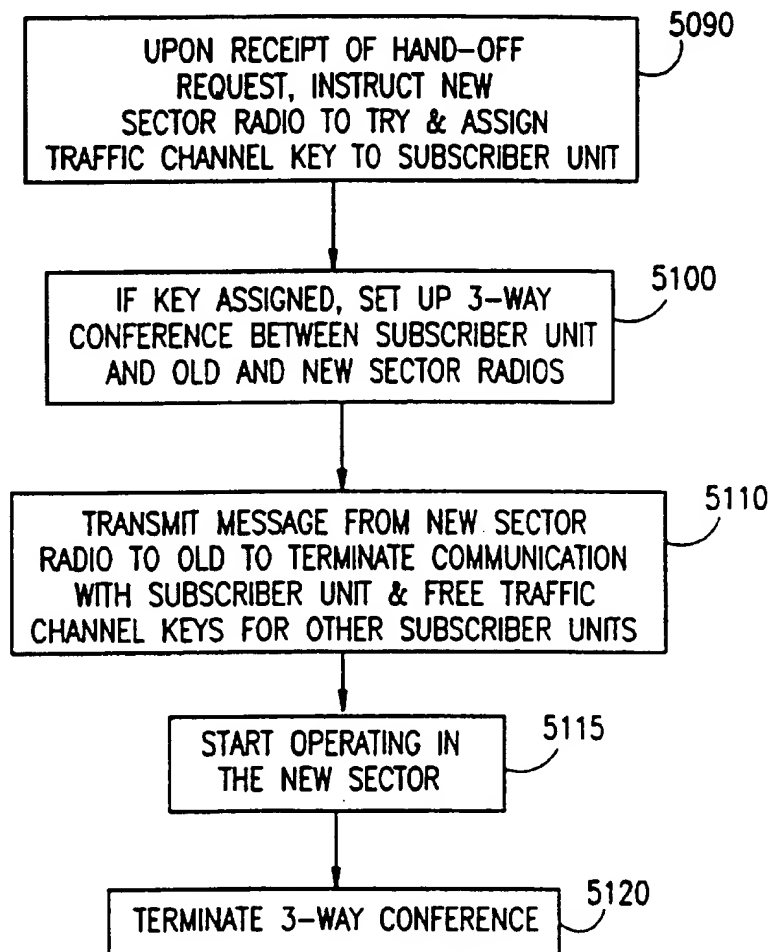 5090
UPON RECEIPT OF HAND-OFF
REQUEST, INSTRUCT NEW
SECTOR RADIO TO TRY & ASSIGN
TRAFFIC CHANNEL KEY TO SUBSCRIBER UNIT
5100
IF KEY ASSIGNED, SET UP 3-WAY
CONFERENCE BETWEEN SUBSCRIBER UNIT
AND OLD AND NEW SECTOR RADIOS
5110
TRANSMIT MESSAGE FROM NEW SECTOR
RADIO TO OLD TO TERMINATE COMMUNICATION
WITH SUBSCRIBER UNIT & FREE TRAFFIC
CHANNEL KEYS FOR OTHER SUBSCRIBER UNITS
5115
START OPERATING IN
THE NEW SECTOR
5120
TERMINATE 3-WAY CONFERENCE